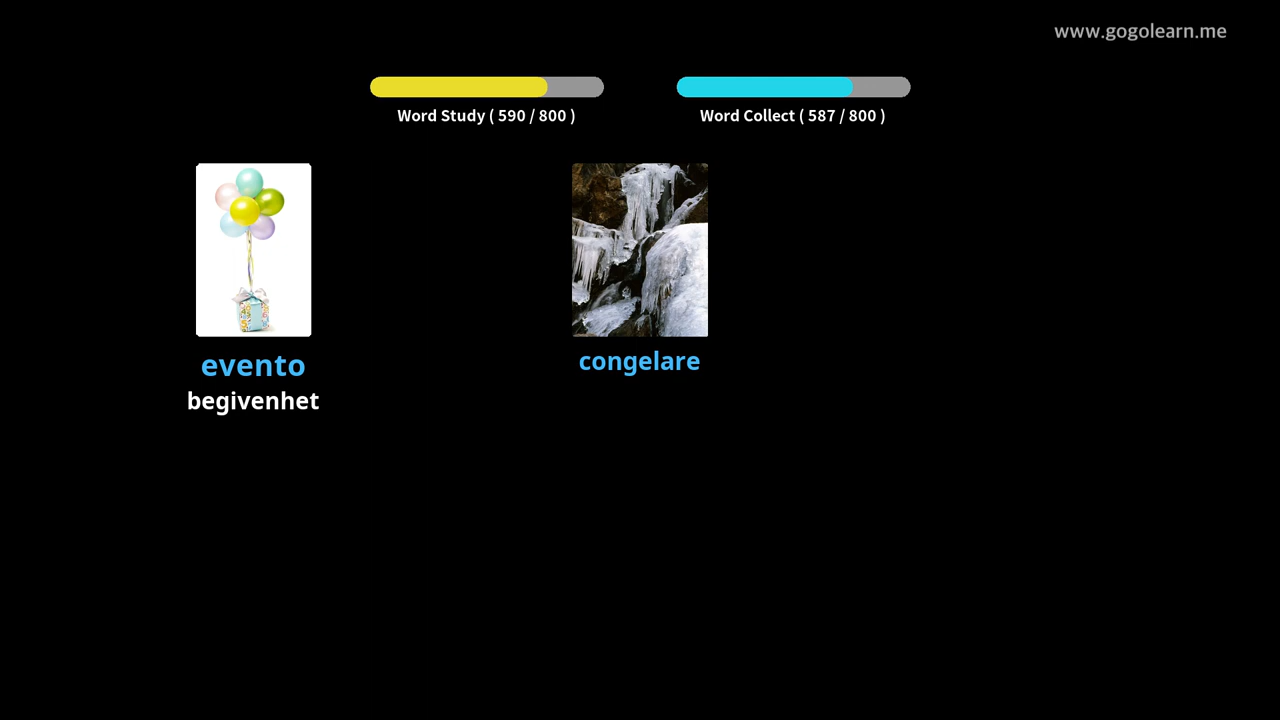 www.gogolearn.me
Word Study ( 590 / 800 )
Word Collect ( 587 / 800 )
evento
begivenhet
congelare